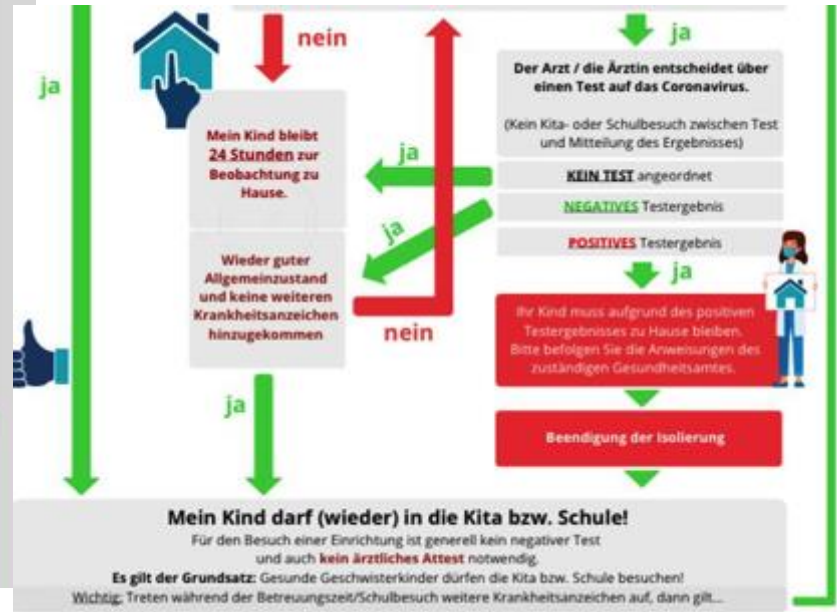 nein
ja
ja
Der Arzt / die Ärztin entscheidet über
einen Test auf das Coronavirus.
(Kein Kita- oder Schulbesuch zwischen Test
und Mitteilung des Ergebnisses)
Mein Kind bleibt
24 Stunden zur
Beobachtung zu
Hause.
ja
KEIN TEST angeordnet
NEGATIVES Testergebnis
POSITIVES Testergebnis
ja
Wieder guter
Allgemeinzustand
und keine weiteren
Krankheitsanzeichen
hinzugekommen
nein
ja
Ihr Kind muss aufgrund des positiven
Testergebnisses zu Hause bleiben.
Bitte befolgen Sie die Anweisungen des
zuständigen Gesundheitsamtes.
ja
Beendigung der Isolierung
Mein Kind darf (wieder) in die Kita bzw. Schule!
Für den Besuch einer Einrichtung ist generell kein negativer Test
und auch kein ärztliches Attest notwendig.
Es gilt der Grundsatz: Gesunde Geschwisterkinder dürfen die Kita bzw. Schule besuchen!
Wichtig: Treten während der Betreuungszeit/Schulbesuch weitere Krankheitsanzeichen auf, dann gilt...